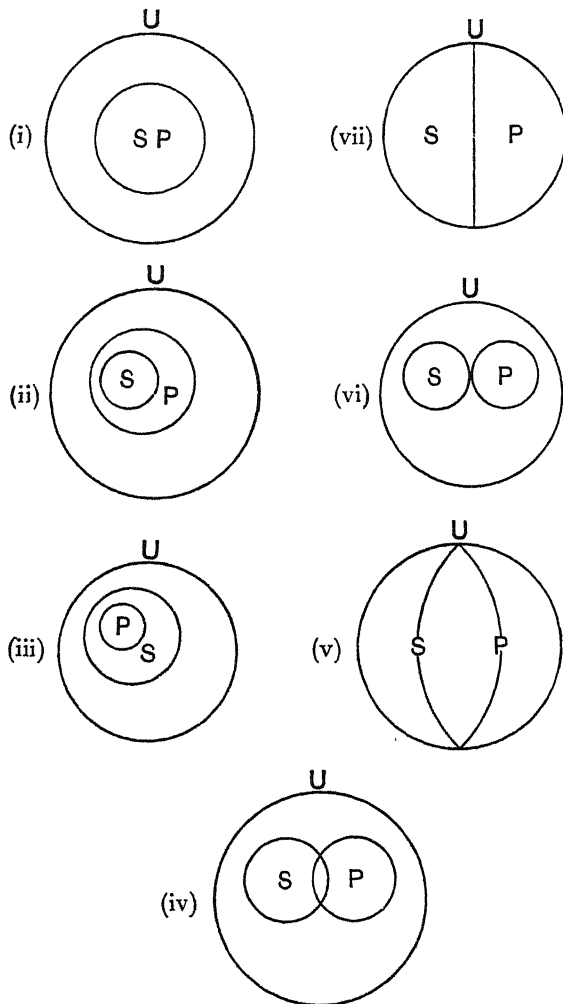 U
(i) S P
U
(vii) S P
U
(ii) S P
U
(vi) S P
U
(iii) P S
U
(v) S P
U
(iv) S P